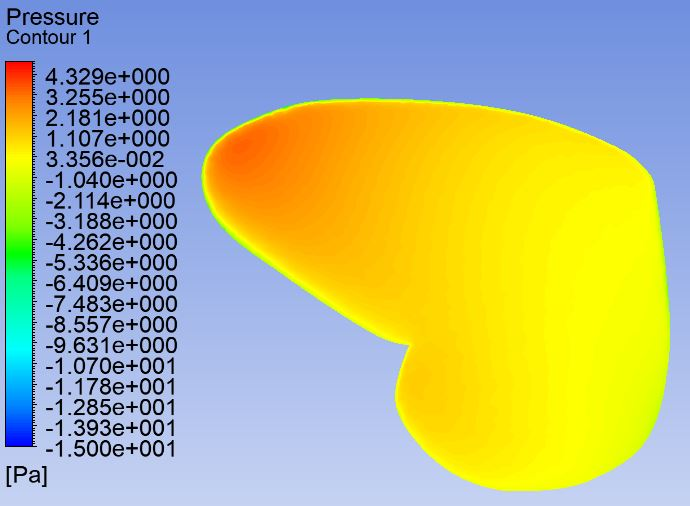 Pressure
Contour 1
4.329e+000
3.255e+000
2.181e+000
1.107e+000
3.356e-002
-1.040e+000
-2.114e+000
-3.188e+000
-4.262e+000
-5.336e+000
-6.409e+000
-7.483e+000
-8.557e+000
-9.631e+000
-1.070e+001
-1.178e+001
-1.285e+001
-1.393e+001
-1.500e+001
[Pa]